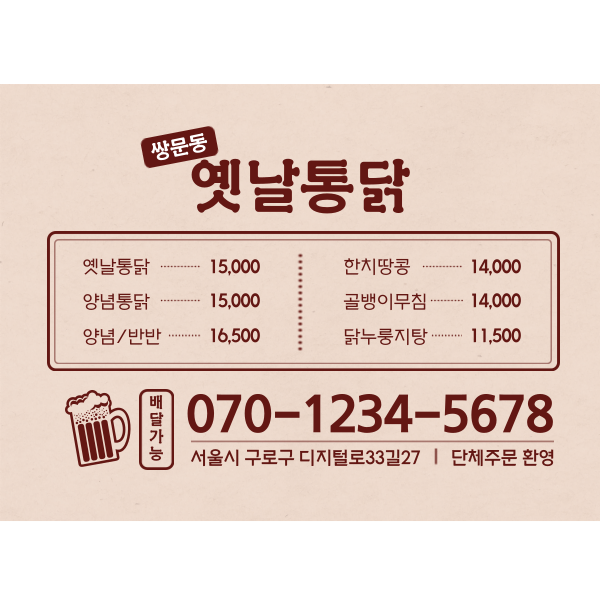 쌍문동
옛날통닭
옛날통닭 15,000
양념통닭 15,000
양념/반반 16,500
한치땅콩 14,000
골뱅이무침 14,000
닭누룽지탕 11,500
배달가능
070-1234-5678
서울시 구로구 디지털로33길27 | 단체주문 환영